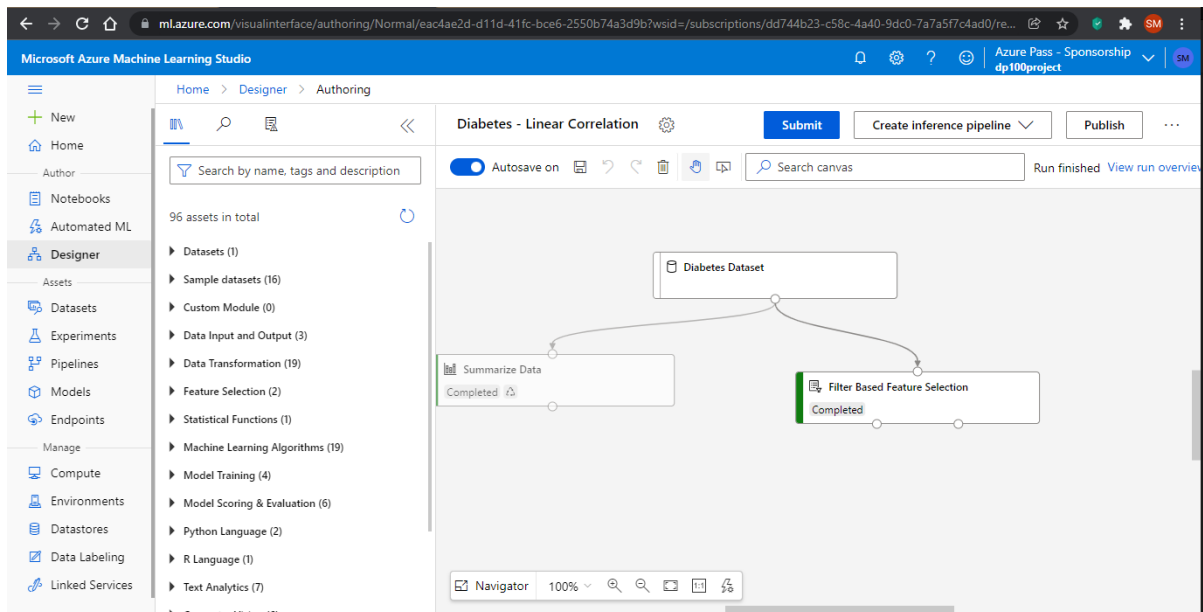 ml.azure.com/visualinterface/authoring/Normal/eac4ae2d-d11d-41fc-bce6-2550b74a3d9b?wsid=/subscriptions/dd744b23-c58c-4a40-9dc0-7a7a5f7c4ad0/re...
SM
Microsoft Azure Machine Learning Studio
Azure Pass - Sponsorship
dp100project
SM
Home > Designer > Authoring
New
Home
Author
Notebooks
Automated ML
Designer
Assets
Datasets
Experiments
Pipelines
Models
Endpoints
Manage
Compute
Environments
Datastores
Data Labeling
Linked Services
Search by name, tags and description
96 assets in total
Datasets (1)
Sample datasets (16)
Custom Module (0)
Data Input and Output (3)
Data Transformation (19)
Feature Selection (2)
Statistical Functions (1)
Machine Learning Algorithms (19)
Model Training (4)
Model Scoring & Evaluation (6)
Python Language (2)
R Language (1)
Text Analytics (7)
Diabetes - Linear Correlation
Submit
Create inference pipeline
Publish
Autosave on
Search canvas
Run finished View run overview
Diabetes Dataset
Summarize Data
Completed
Filter Based Feature Selection
Completed
Navigator
100%
1:1